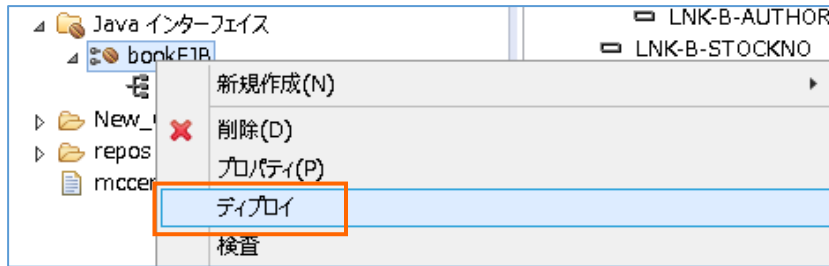 Java インターフェイス
bookEJB
New_
repos
mccer
新規作成(N)
削除(D)
プロパティ(P)
ディプロイ
検査
LNK-B-AUTHOR
LNK-B-STOCKNO